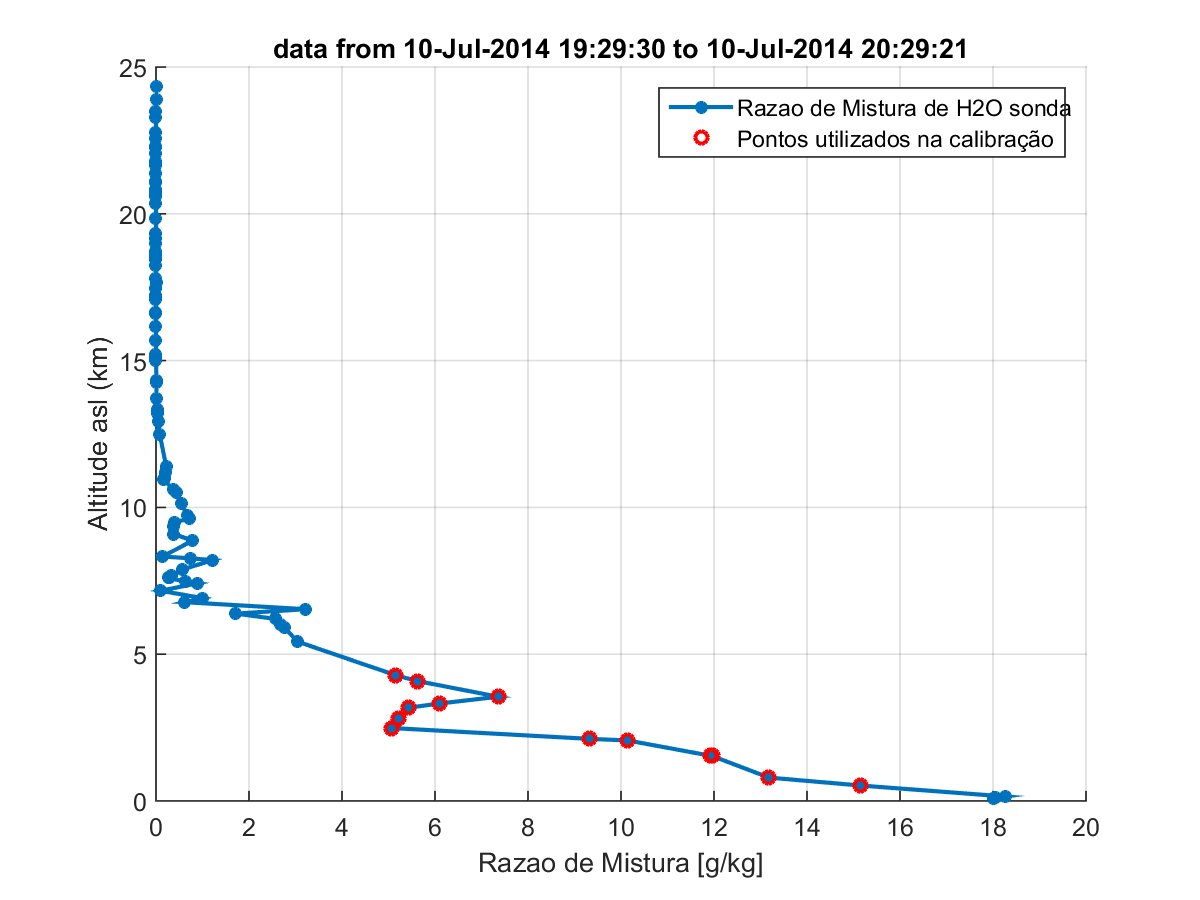 data from 10-Jul-2014 19:29:30 to 10-Jul-2014 20:29:21
Razao de Mistura de H2O sonda
Pontos utilizados na calibração
Altitude asl (km)
25
20
15
10
5
0
0 2 4 6 8 10 12 14 16 18 20
Razao de Mistura [g/kg]